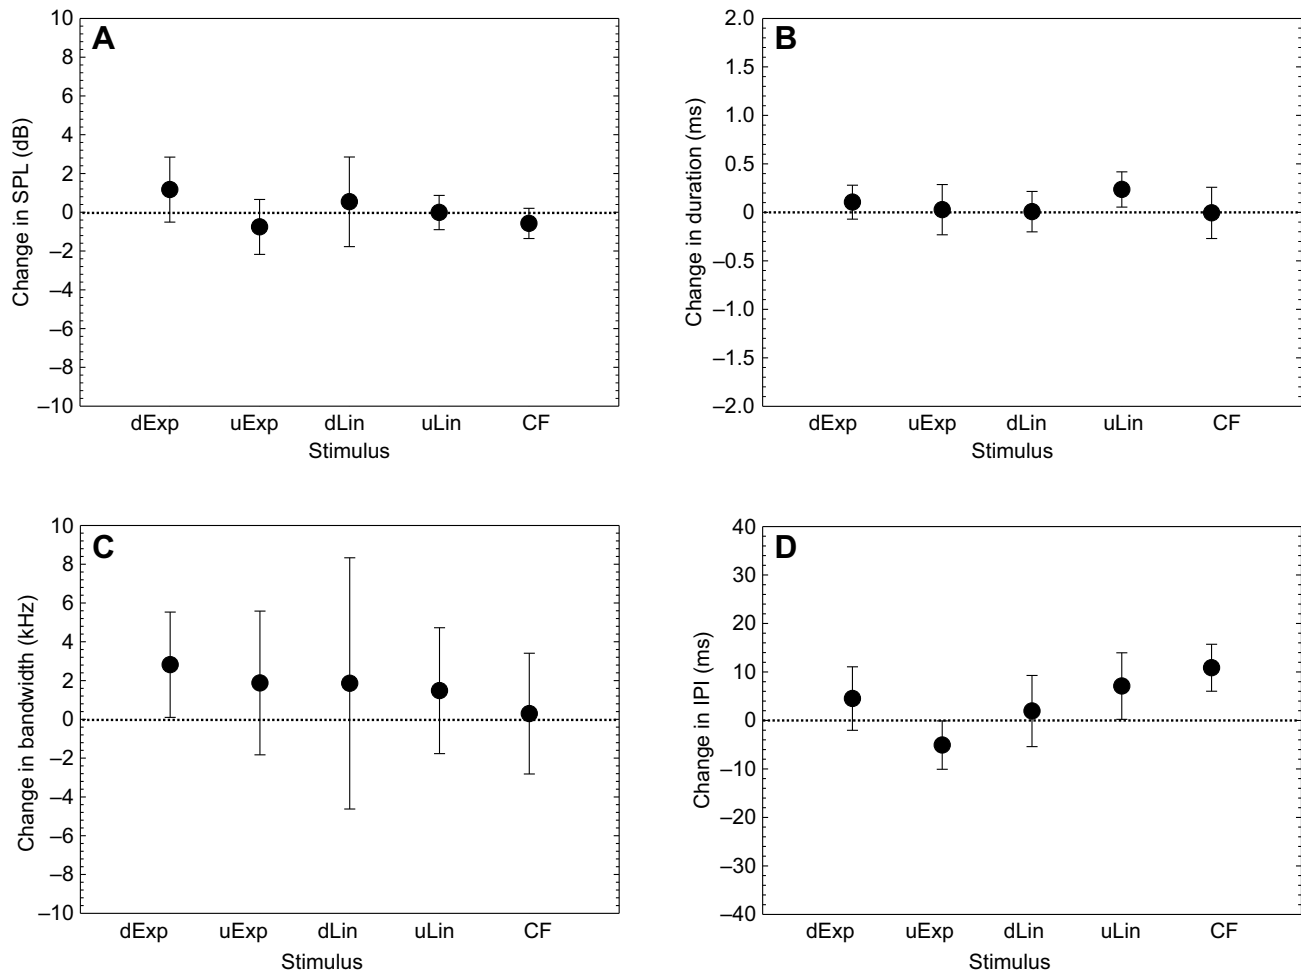 A
Change in SPL (dB)
10
8
6
4
2
0
–2
–4
–6
–8
–10
dExp uExp dLin uLin CF
Stimulus
B
Change in duration (ms)
2.0
1.5
1.0
0.5
0
–0.5
–1.0
–1.5
–2.0
dExp uExp dLin uLin CF
Stimulus
C
Change in bandwidth (kHz)
10
8
6
4
2
0
–2
–4
–6
–8
–10
dExp uExp dLin uLin CF
Stimulus
D
Change in IPI (ms)
40
30
20
10
0
–10
–20
–30
–40
dExp uExp dLin uLin CF
Stimulus